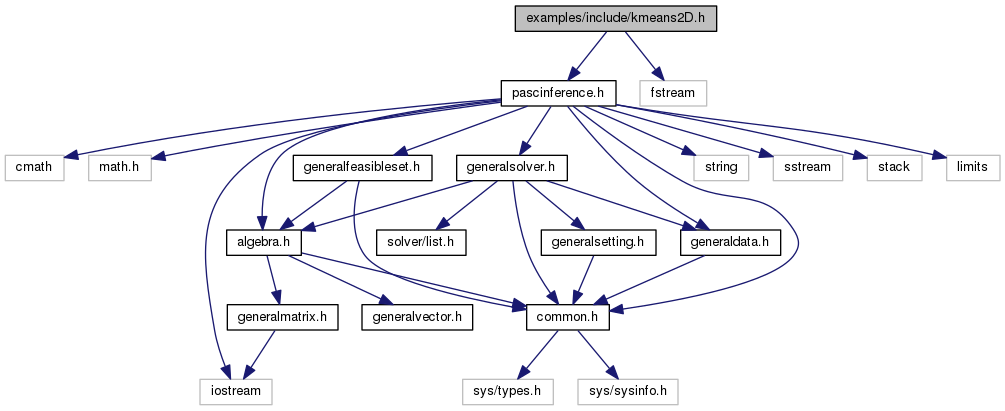 examples/include/kmeans2D.h
pascinference.h
fstream
cmath
math.h
generalfeasibleset.h
generalsolver.h
string
sstream
stack
limits
algebra.h
solver/list.h
generalsetting.h
generaldata.h
generalmatrix.h
generalvector.h
common.h
iostream
sys/types.h
sys/sysinfo.h